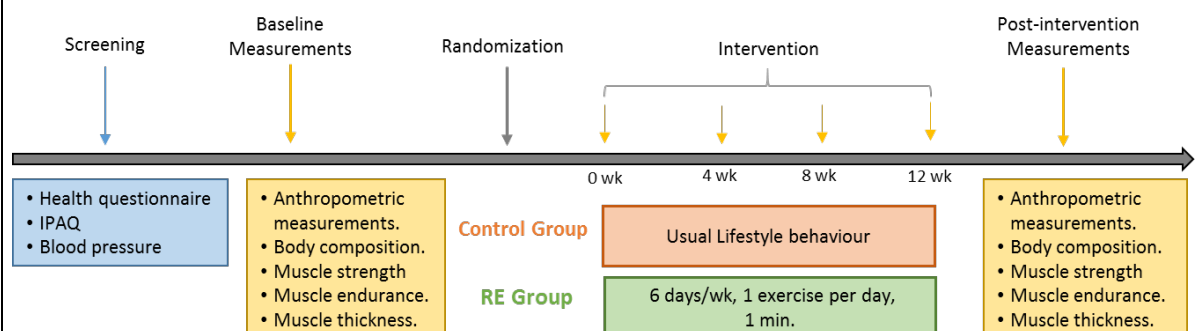 Screening
Baseline
Measurements
Randomization
Intervention
Post-intervention
Measurements
0 wk
4 wk
8 wk
12 wk
• Health questionnaire
• IPAQ
• Blood pressure
• Anthropometric
measurements.
• Body composition.
• Muscle strength
• Muscle endurance.
• Muscle thickness.
Control Group
Usual Lifestyle behaviour
RE Group
6 days/wk, 1 exercise per day,
1 min.
• Anthropometric
measurements.
• Body composition.
• Muscle strength
• Muscle endurance.
• Muscle thickness.